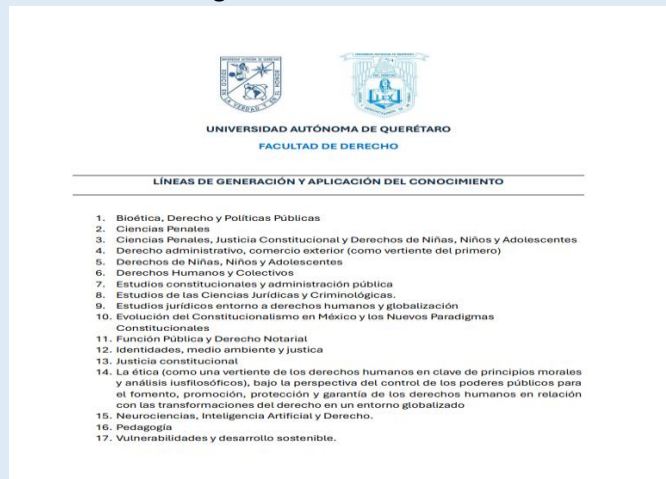 UNIVERSIDAD AUTÓNOMA DE QUERÉTARO
FACULTAD DE DERECHO
LÍNEAS DE GENERACIÓN Y APLICACIÓN DEL CONOCIMIENTO
1. Bioética, Derecho y Políticas Públicas
2. Ciencias Penales
3. Ciencias Penales, Justicia Constitucional y Derechos de Niñas, Niños y Adolescentes
4. Derecho administrativo, comercio exterior (como vertiente del primero)
5. Derechos de Niñas, Niños y Adolescentes
6. Derechos Humanos y Colectivos
7. Estudios constitucionales y administración pública
8. Estudios de las Ciencias Jurídicas y Criminológicas.
9. Estudios jurídicos entorno a derechos humanos y globalización
10. Evolución del Constitucionalismo en México y los Nuevos Paradigmas
Constitucionales
11. Función Pública y Derecho Notarial
12. Identidades, medio ambiente y justica
13. Justicia constitucional
14. La ética (como una vertiente de los derechos humanos en clave de principios morales
y análisis iusfilosóficos), bajo la perspectiva del control de los poderes públicos para
el fomento, promoción, protección y garantía de los derechos humanos en relación
con las transformaciones del derecho en un entorno globalizado
15. Neurociencias, Inteligencia Artificial y Derecho.
16. Pedagogía
17. Vulnerabilidades y desarrollo sostenible.